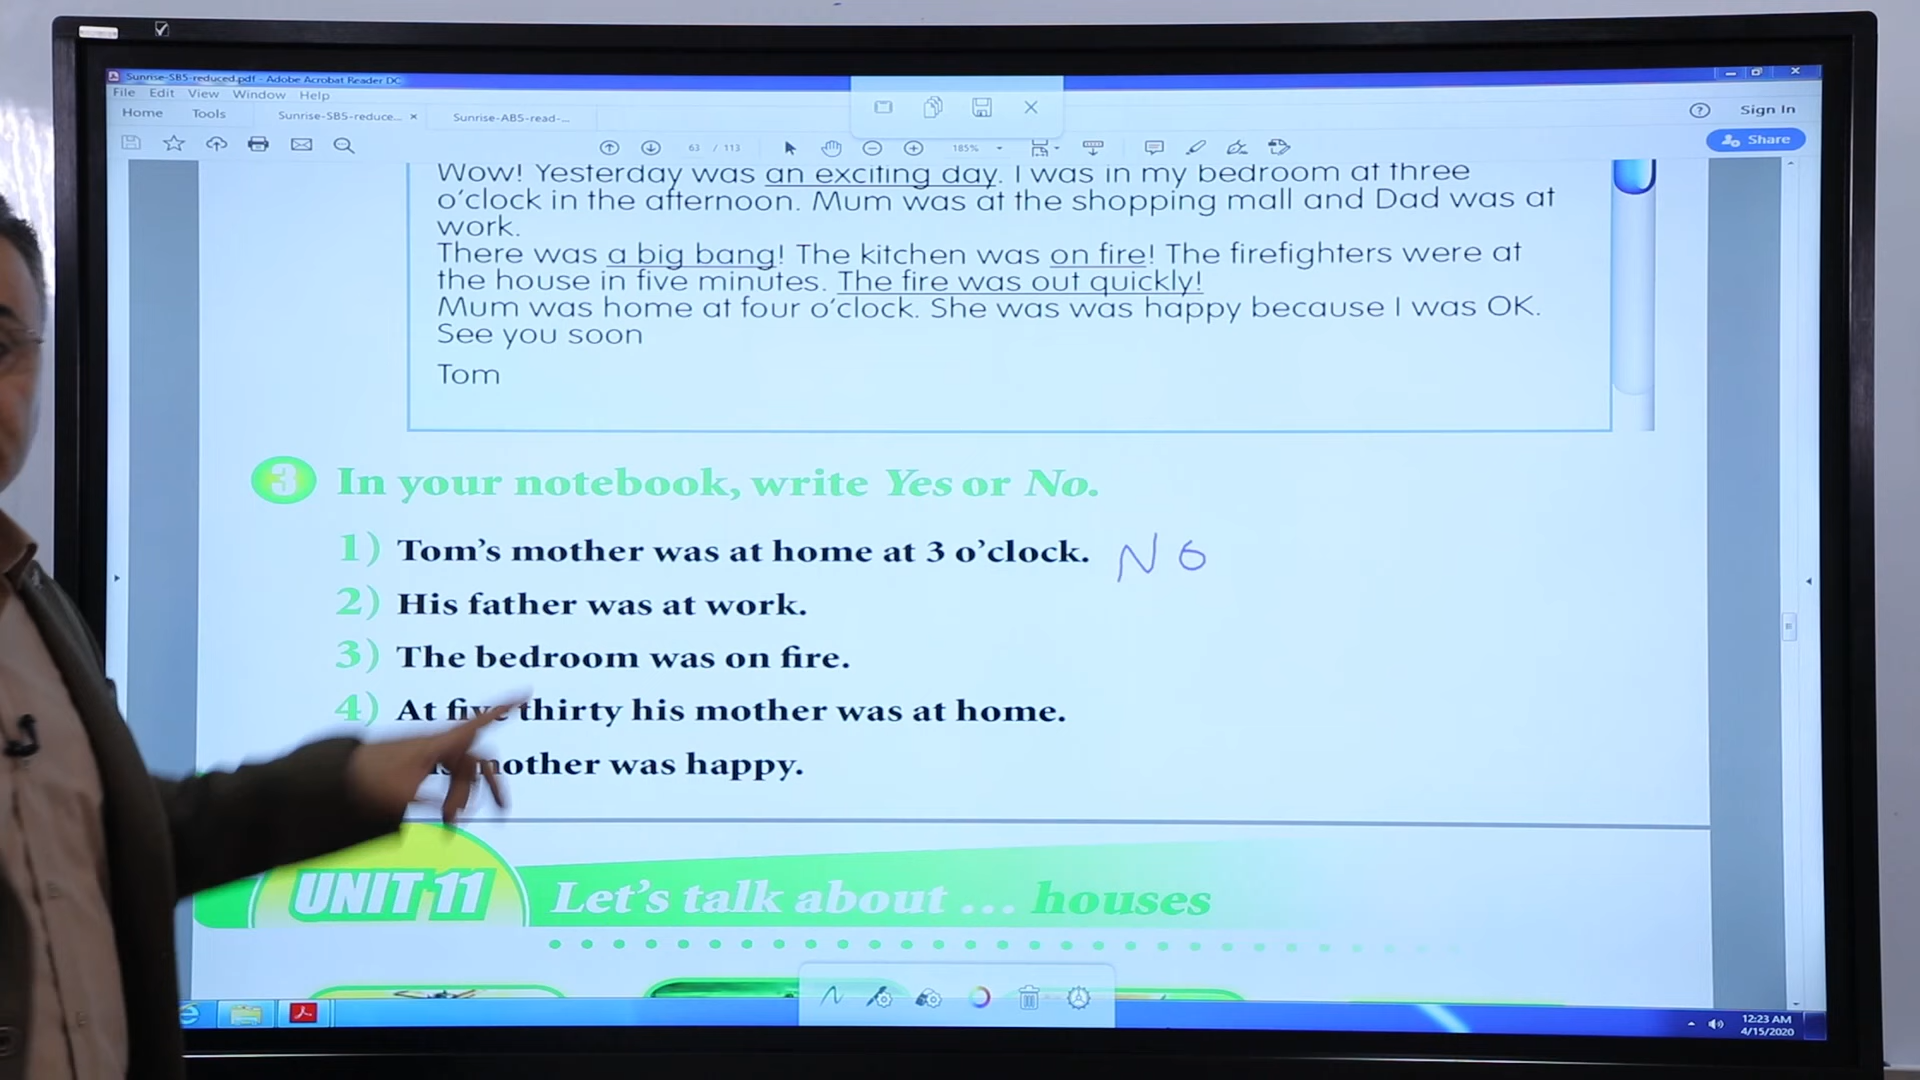 Sunrise-SB5-reduced.pdf - Adobe Acrobat Reader DC
File Edit View Window Help
Home Tools Sunrise-SB5-reduce... × Sunrise-AB5-read-...
Sign In
63 / 113
185%
Share
Wow! Yesterday was an exciting day. I was in my bedroom at three
o'clock in the afternoon. Mum was at the shopping mall and Dad was at
work.
There was a big bang! The kitchen was on fire! The firefighters were at
the house in five minutes. The fire was out quickly!
Mum was home at four o'clock. She was was happy because I was OK.
See you soon
Tom
3 In your notebook, write Yes or No.
1) Tom's mother was at home at 3 o'clock. NO
2) His father was at work.
3) The bedroom was on fire.
4) At five thirty his mother was at home.
mother was happy.
UNIT 11 Let's talk about ... houses
12:23 AM
4/15/2020